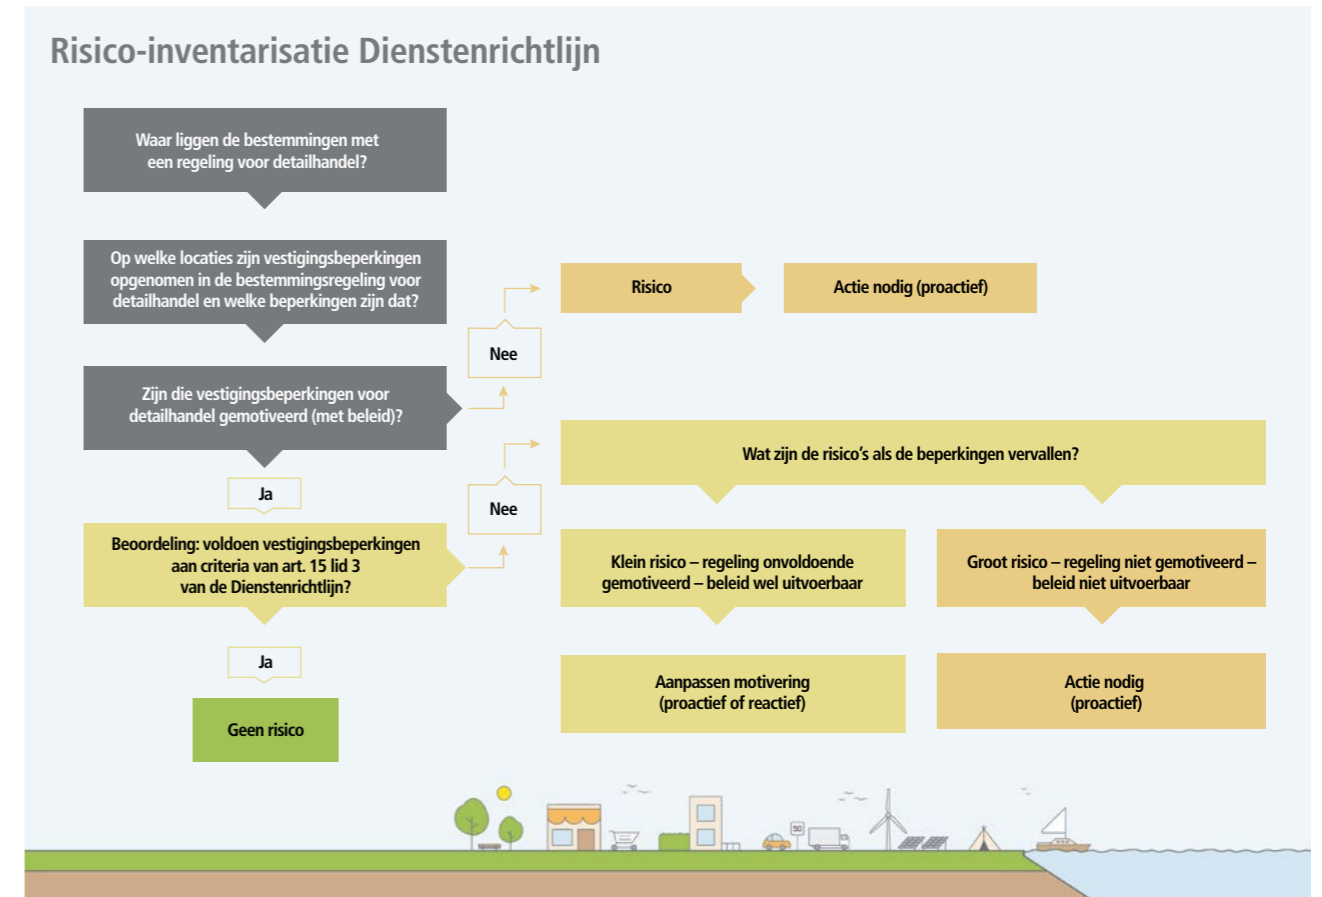 Risico-inventarisatie Dienstenrichtlijn
Waar liggen de bestemmingen met
een regeling voor detailhandel?
Op welke locaties zijn vestigingsbeperkingen
opgenomen in de bestemmingsregeling voor
detailhandel en welke beperkingen zijn dat?
Risico
Actie nodig (proactief)
Nee
Zijn die vestigingsbeperkingen voor
detailhandel gemotiveerd (met beleid)?
Wat zijn de risico's als de beperkingen vervallen?
Ja
Nee
Beoordeling: voldoen vestigingsbeperkingen
aan criteria van art. 15 lid 3
van de Dienstenrichtlijn?
Klein risico – regeling onvoldoende
gemotiveerd – beleid wel uitvoerbaar
Groot risico – regeling niet gemotiveerd –
beleid niet uitvoerbaar
Ja
Aanpassen motivering
(proactief of reactief)
Actie nodig
(proactief)
Geen risico
50